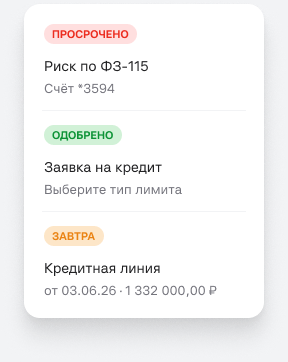 ПРОСРОЧЕНО
Риск по ФЗ-115
Счёт *3594
ОДОБРЕНО
Заявка на кредит
Выберите тип лимита
ЗАВТРА
Кредитная линия
от 03.06.26 · 1 332 000,00 ₽